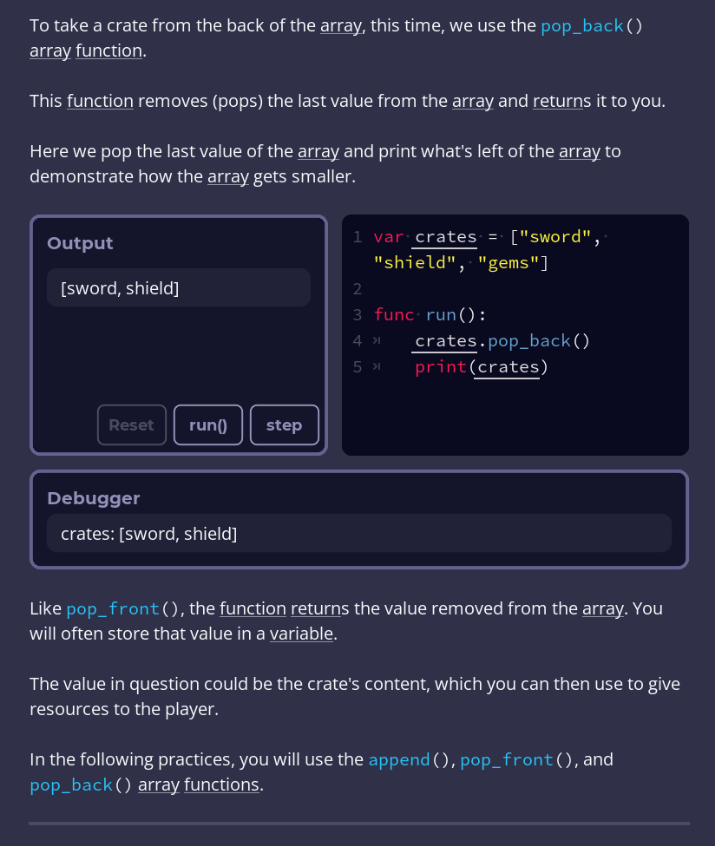 To take a crate from the back of the array, this time, we use the pop_back()
array function.
This function removes (pops) the last value from the array and returns it to you.
Here we pop the last value of the array and print what's left of the array to
demonstrate how the array gets smaller.
Output
[sword, shield]
Reset run() step
1 var crates = ["sword",
"shield", "gems"]
2
3 func run():
4 crates.pop_back()
5 print(crates)
Debugger
crates: [sword, shield]
Like pop_front(), the function returns the value removed from the array. You
will often store that value in a variable.
The value in question could be the crate's content, which you can then use to give
resources to the player.
In the following practices, you will use the append(), pop_front(), and
pop_back() array functions.